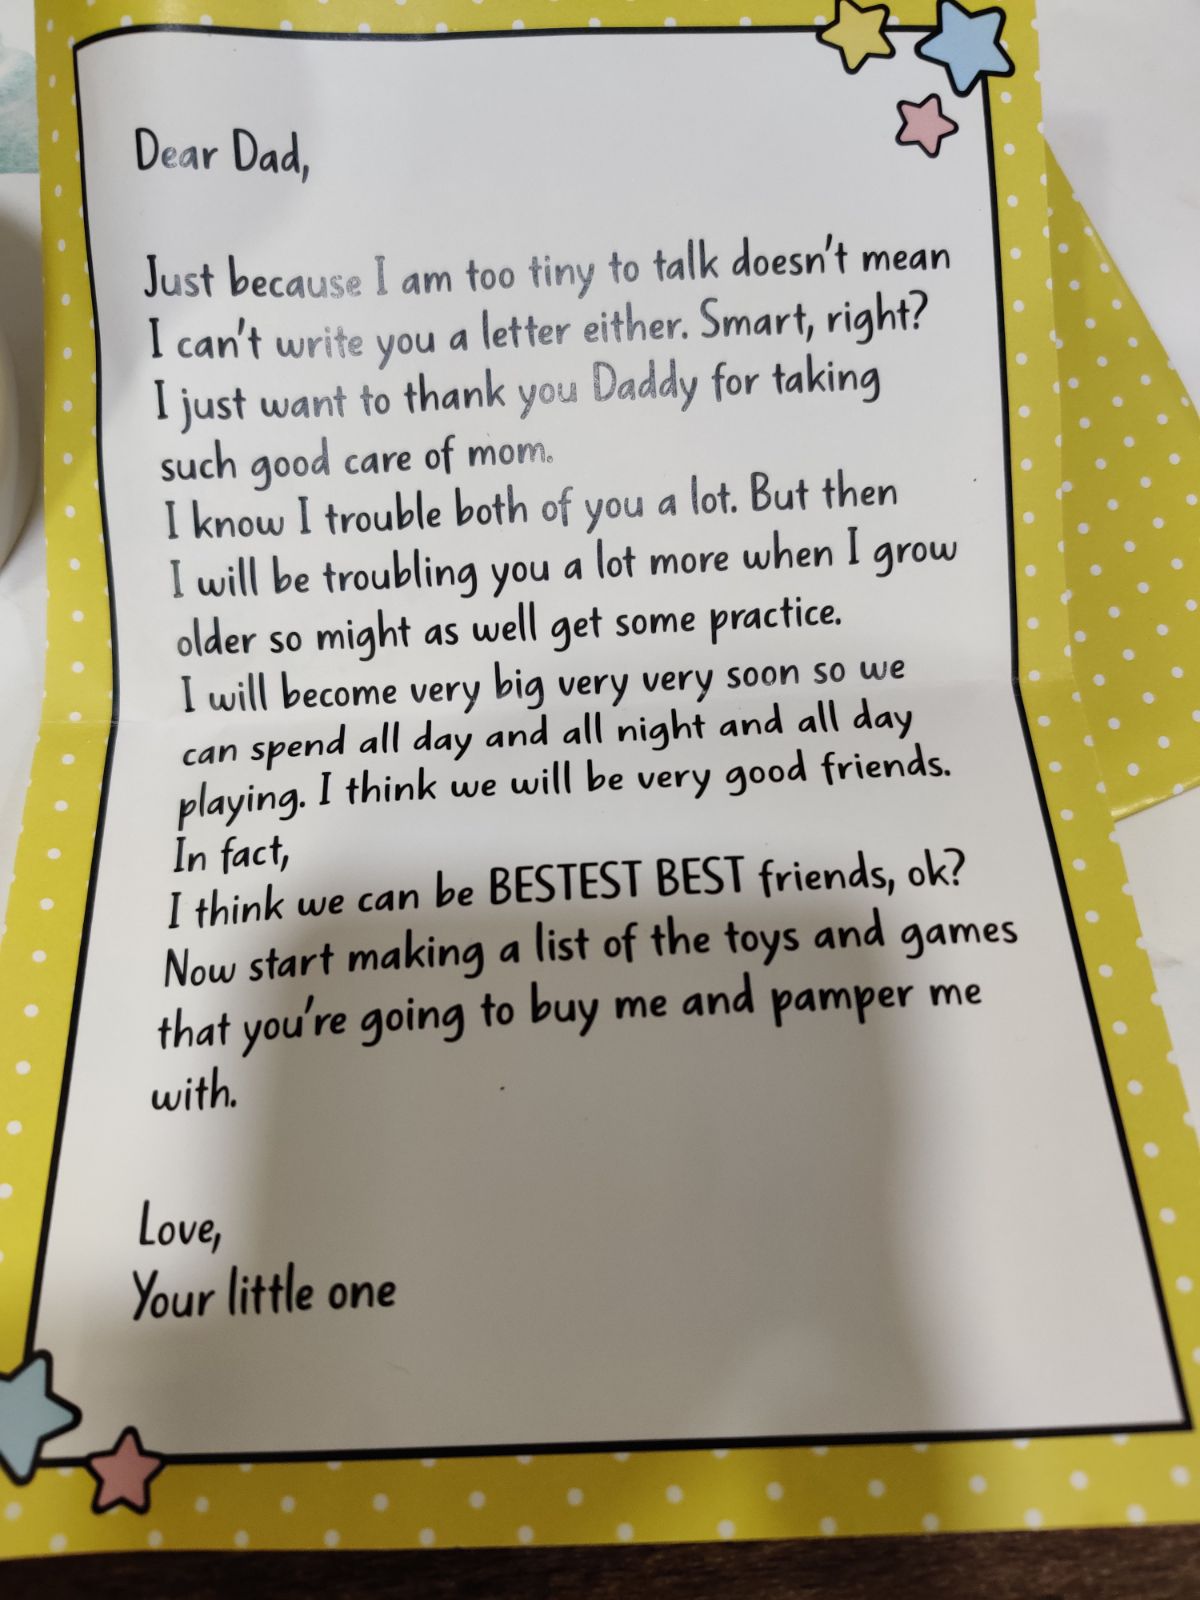 Dear Dad,
Just because I am too tiny to talk doesn't mean
I can't write you a letter either. Smart, right?
I just want to thank you Daddy for taking
such good care of mom.
I know I trouble both of you a lot. But then
I will be troubling you a lot more when I grow
older so might as well get some practice.
I will become very big very very soon so we
can spend all day and all night and all day
playing. I think we will be very good friends.
In fact,
I think we can be BESTEST BEST friends, ok?
Now start making a list of the toys and games
that you're going to buy me and pamper me
with.
Love,
Your little one